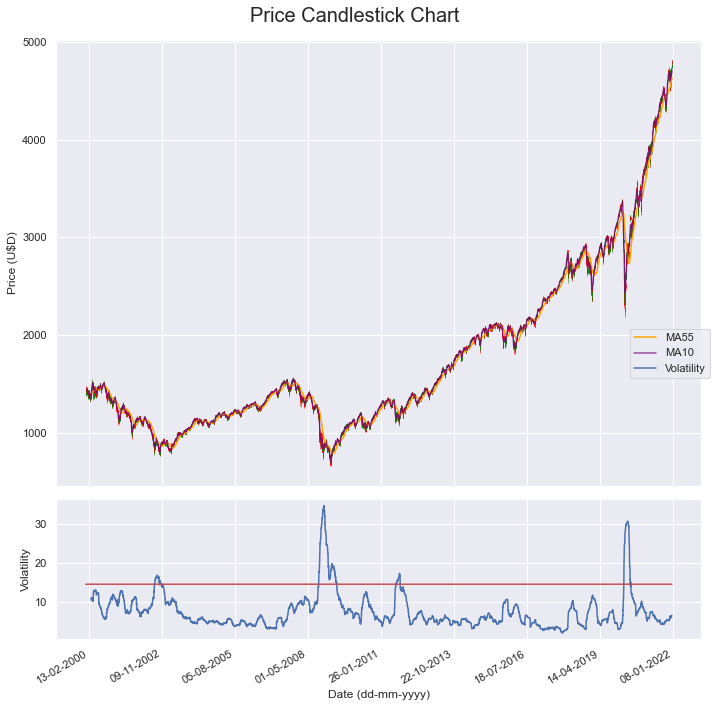 Price Candlestick Chart
5000
4000
3000
2000
1000
Price (U$D)
MA55
MA10
Volatility
30
20
10
Volatility
13-02-2000
09-11-2002
05-08-2005
01-05-2008
26-01-2011
22-10-2013
18-07-2016
14-04-2019
08-01-2022
Date (dd-mm-yyyy)